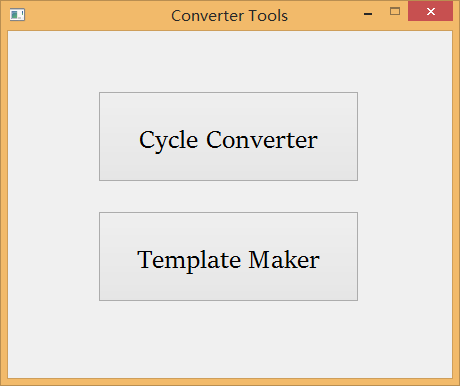 Converter Tools
Cycle Converter
Template Maker